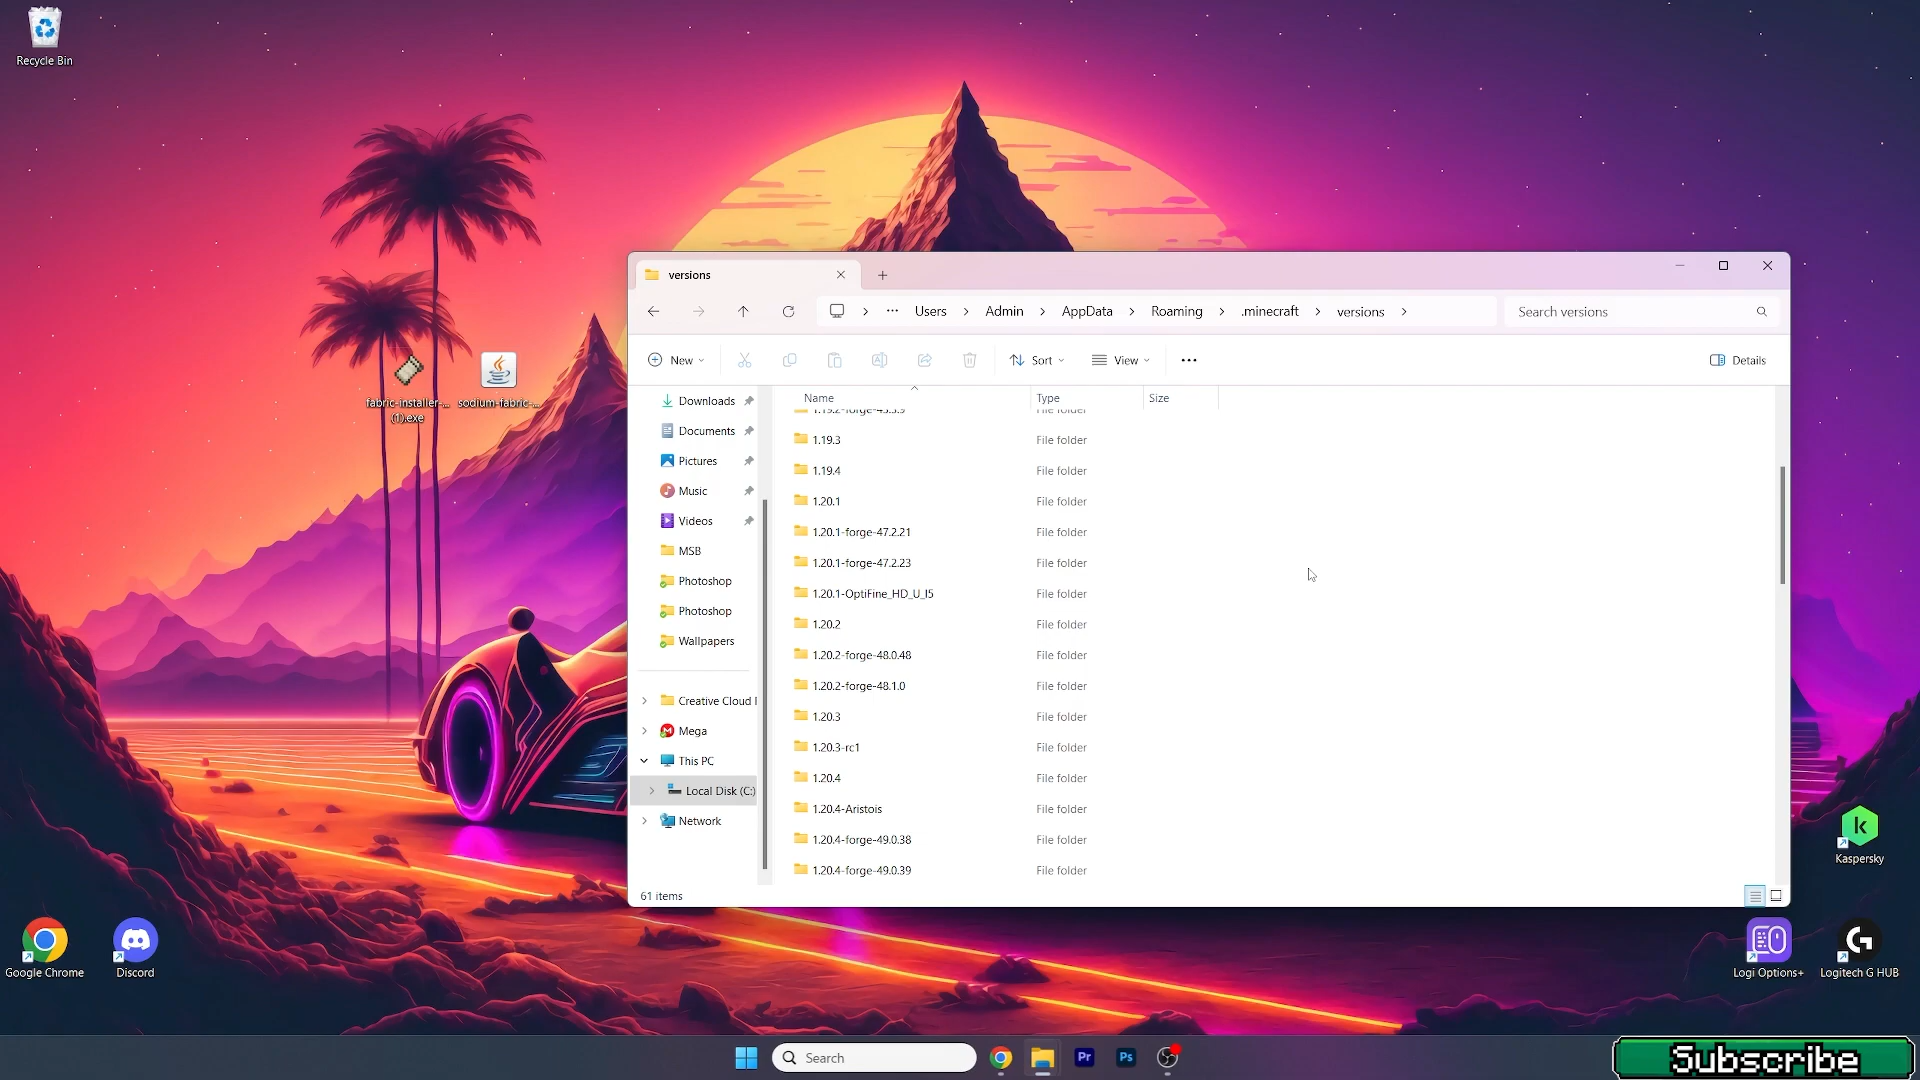 Recycle Bin
fabric-installer-...
(1).exe
sodium-fabric-...
Google Chrome
Discord
versions
Users
Admin
AppData
Roaming
.minecraft
versions
Search versions
New
Sort
View
Details
Downloads
Documents
Pictures
Music
Videos
MSB
Photoshop
Photoshop
Wallpapers
Creative Cloud
Mega
This PC
Local Disk (C:)
Network
Name Type Size
1.19.2-forge-43.3.9 File folder
1.19.3 File folder
1.19.4 File folder
1.20.1 File folder
1.20.1-forge-47.2.21 File folder
1.20.1-forge-47.2.23 File folder
1.20.1-OptiFine_HD_U_I5 File folder
1.20.2 File folder
1.20.2-forge-48.0.48 File folder
1.20.2-forge-48.1.0 File folder
1.20.3 File folder
1.20.3-rc1 File folder
1.20.4 File folder
1.20.4-Aristois File folder
1.20.4-forge-49.0.38 File folder
1.20.4-forge-49.0.39 File folder
61 items
Kaspersky
Logi Options+
Logitech G HUB
Search
Pr
Ps
Subscribe